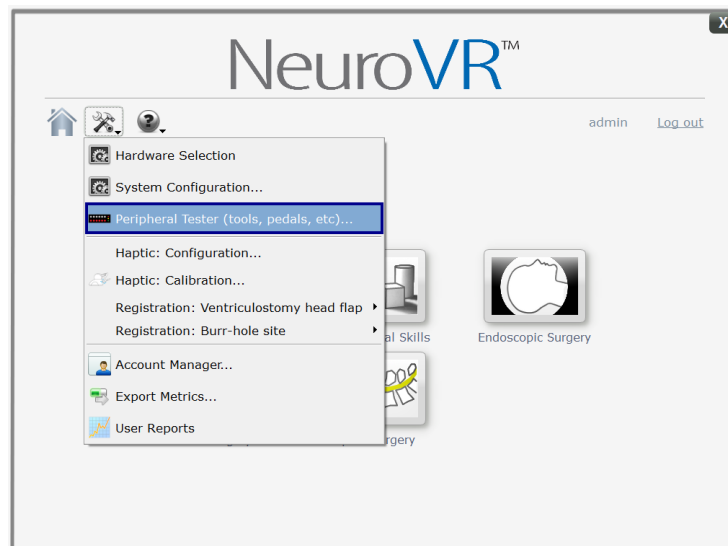 X
NeuroVR™
admin Log out
Hardware Selection
System Configuration...
Peripheral Tester (tools, pedals, etc)...
Haptic: Configuration...
Haptic: Calibration...
Registration: Ventriculostomy head flap
Registration: Burr-hole site
al Skills
Endoscopic Surgery
Account Manager...
Export Metrics...
User Reports
rgery